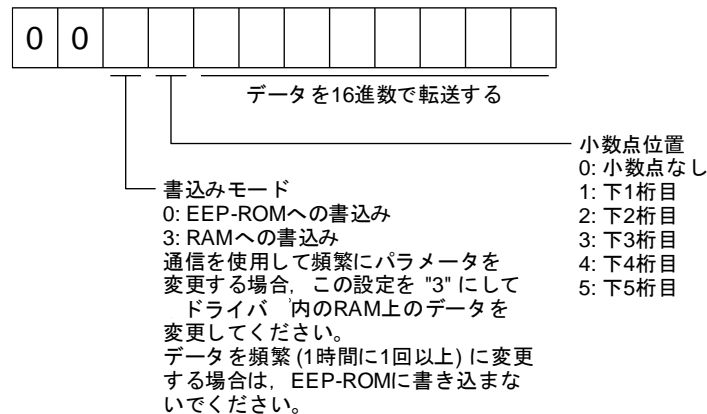 0 0
データを16進数で転送する
小数点位置
0: 小数点なし
1: 下1桁目
2: 下2桁目
3: 下3桁目
4: 下4桁目
5: 下5桁目
書込みモード
0: EEP-ROMへの書込み
3: RAMへの書込み
通信を使用して頻繁にパラメータを
変更する場合，この設定を "3" にして
ドライバ゜内のRAM上のデータを
変更してください。
データを頻繁 (1時間に1回以上) に変更
する場合は，EEP-ROMに書き込まな
いでください。